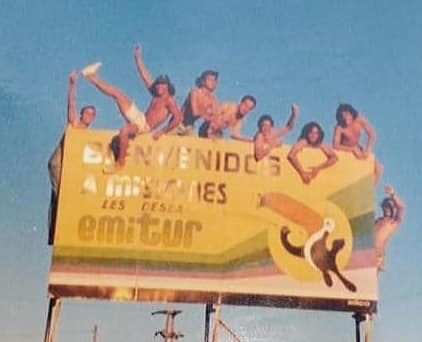 BIENVENIDOS
A MISIONES
LES DESEA
emitur